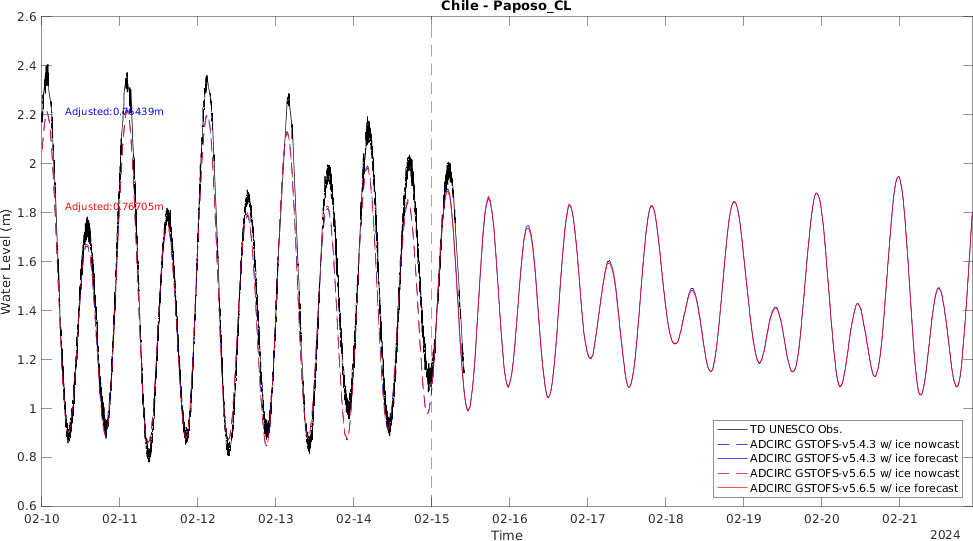 Chile - Paposo_CL
2.6
2.4
2.2
2
1.8
1.6
1.4
1.2
1
0.8
0.6
Water Level (m)
Adjusted:0.76439m
Adjusted:0.76705m
TD UNESCO Obs.
ADCIRC GSTOFS-v5.4.3 w/ ice nowcast
ADCIRC GSTOFS-v5.4.3 w/ ice forecast
ADCIRC GSTOFS-v5.6.5 w/ ice nowcast
ADCIRC GSTOFS-v5.6.5 w/ ice forecast
02-10 02-11 02-12 02-13 02-14 02-15 02-16 02-17 02-18 02-19 02-20 02-21
Time
2024